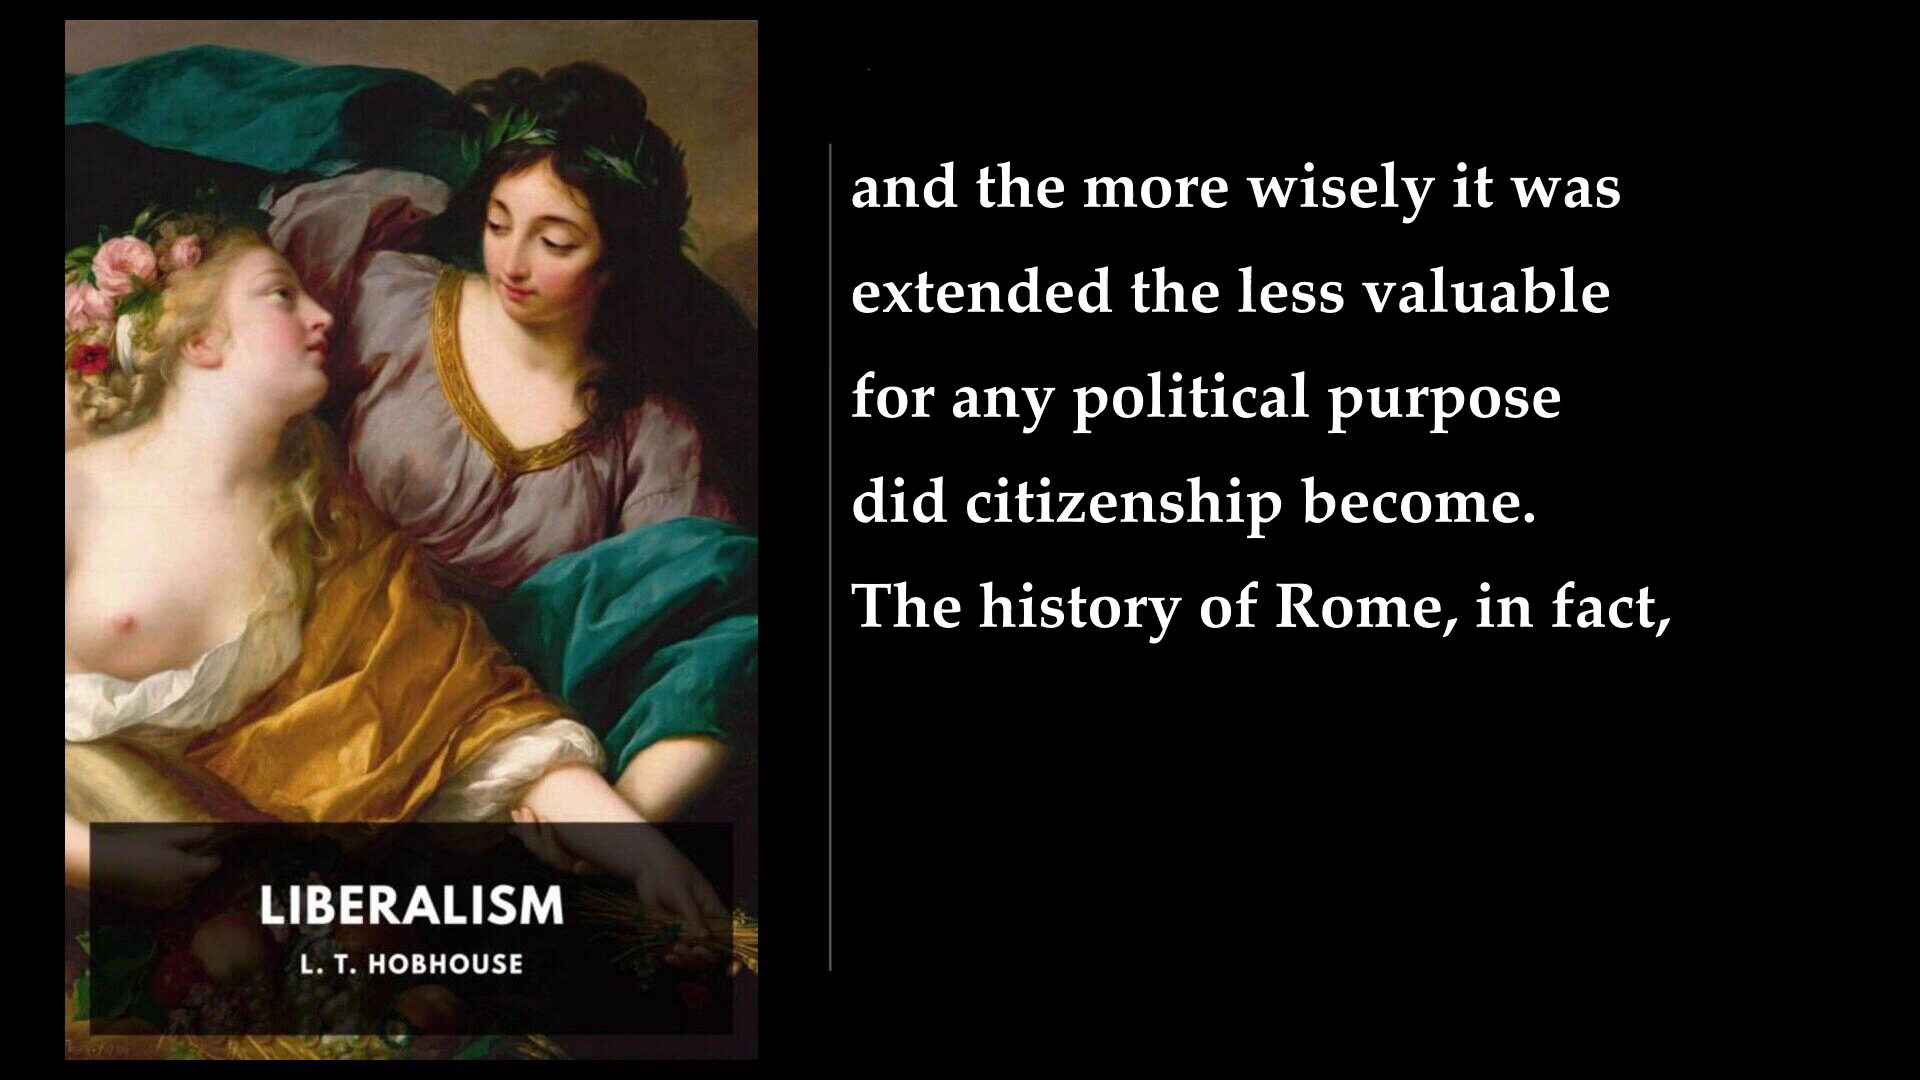 and the more wisely it was
extended the less valuable
for any political purpose
did citizenship become.
The history of Rome, in fact,
LIBERALISM
L. T. HOBHOUSE